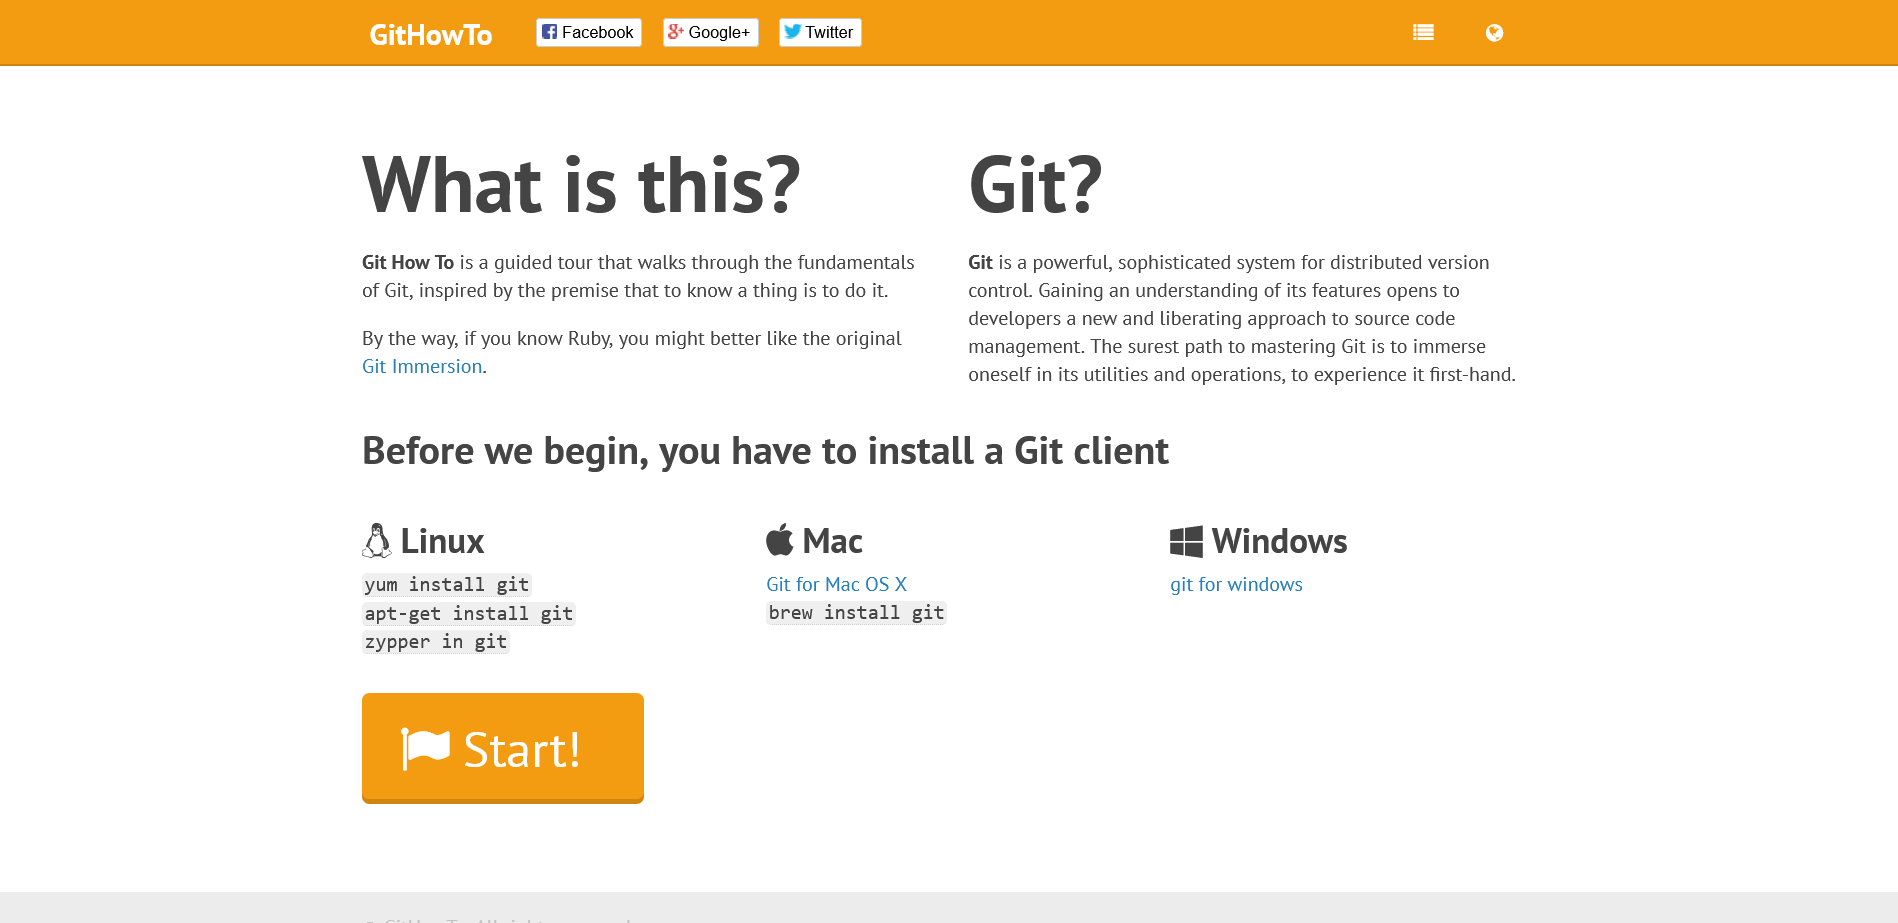 GitHowTo
Facebook
Google+
Twitter
What is this?
Git How To is a guided tour that walks through the fundamentals
of Git, inspired by the premise that to know a thing is to do it.
By the way, if you know Ruby, you might better like the original
Git Immersion.
Git?
Git is a powerful, sophisticated system for distributed version
control. Gaining an understanding of its features opens to
developers a new and liberating approach to source code
management. The surest path to mastering Git is to immerse
oneself in its utilities and operations, to experience it first-hand.
Before we begin, you have to install a Git client
Linux
yum install git
apt-get install git
zypper in git
Mac
Git for Mac OS X
brew install git
Windows
git for windows
Start!